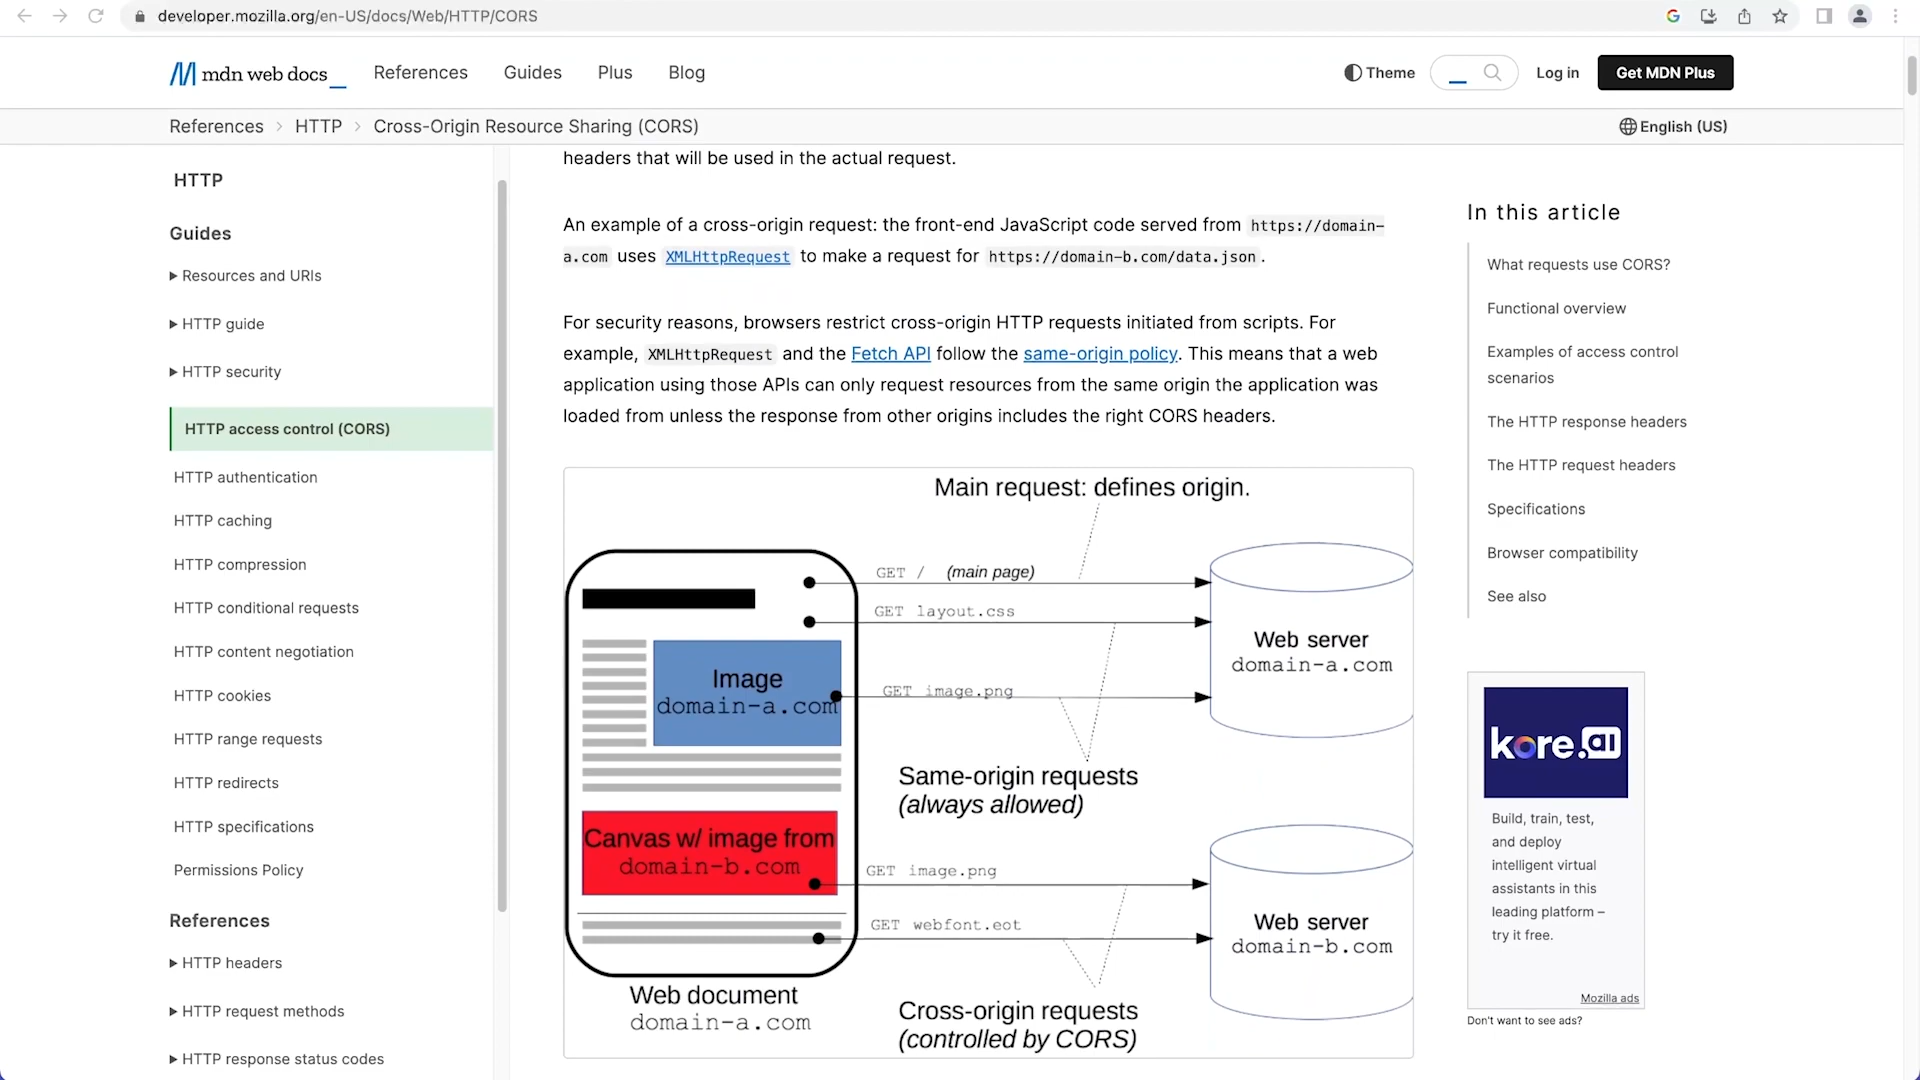 developer.mozilla.org/en-US/docs/Web/HTTP/CORS
mdn web docs_
References
Guides
Plus
Blog
Theme
Log in
Get MDN Plus
References
HTTP
Cross-Origin Resource Sharing (CORS)
English (US)
HTTP
Guides
Resources and URIs
HTTP guide
HTTP security
HTTP access control (CORS)
HTTP authentication
HTTP caching
HTTP compression
HTTP conditional requests
HTTP content negotiation
HTTP cookies
HTTP range requests
HTTP redirects
HTTP specifications
Permissions Policy
References
HTTP headers
HTTP request methods
HTTP response status codes
headers that will be used in the actual request.
An example of a cross-origin request: the front-end JavaScript code served from https://domain-
a.com uses XMLHttpRequest to make a request for https://domain-b.com/data.json.
For security reasons, browsers restrict cross-origin HTTP requests initiated from scripts. For
example, XMLHttpRequest and the Fetch API follow the same-origin policy. This means that a web
application using those APIs can only request resources from the same origin the application was
loaded from unless the response from other origins includes the right CORS headers.
Main request: defines origin.
GET / (main page)
GET layout.css
Image
domain-a.com
GET image.png
Web server
domain-a.com
Same-origin requests
(always allowed)
Canvas w/ image from
domain-b.com
GET image.png
GET webfont.eot
Web server
domain-b.com
Web document
domain-a.com
Cross-origin requests
(controlled by CORS)
In this article
What requests use CORS?
Functional overview
Examples of access control
scenarios
The HTTP response headers
The HTTP request headers
Specifications
Browser compatibility
See also
kore.ai
Build, train, test,
and deploy
intelligent virtual
assistants in this
leading platform –
try it free.
Mozilla ads
Don't want to see ads?